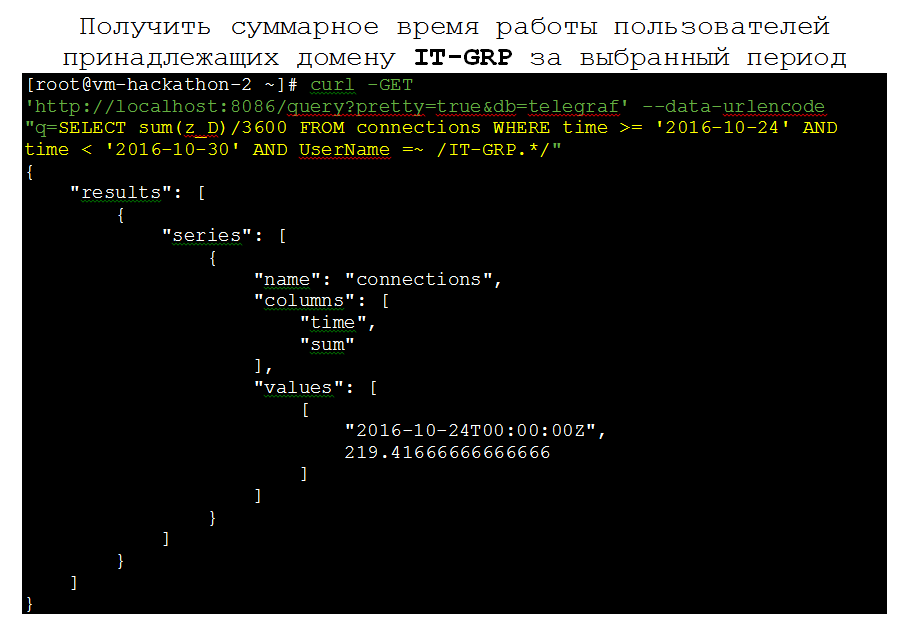 Получить суммарное время работы пользователей
принадлежащих домену IT-GRP за выбранный период
[root@vm-hackathon-2 ~]# curl -GET
'http://localhost:8086/query?pretty=true&db=telegraf' --data-urlencode
"q=SELECT sum(z_D)/3600 FROM connections WHERE time >= '2016-10-24' AND
time < '2016-10-30' AND UserName =~ /IT-GRP.*/"
{
    "results": [
        {
            "series": [
                {
                    "name": "connections",
                    "columns": [
                        "time",
                        "sum"
                    ],
                    "values": [
                        [
                            "2016-10-24T00:00:00Z",
                            219.41666666666666
                        ]
                    ]
                }
            ]
        }
    ]
}